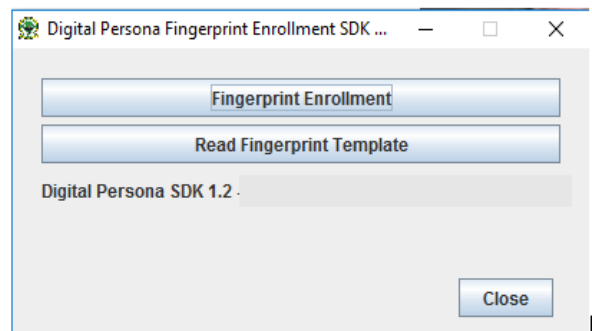 Digital Persona Fingerprint Enrollment SDK ...
Fingerprint Enrollment
Read Fingerprint Template
Digital Persona SDK 1.2 -
Close